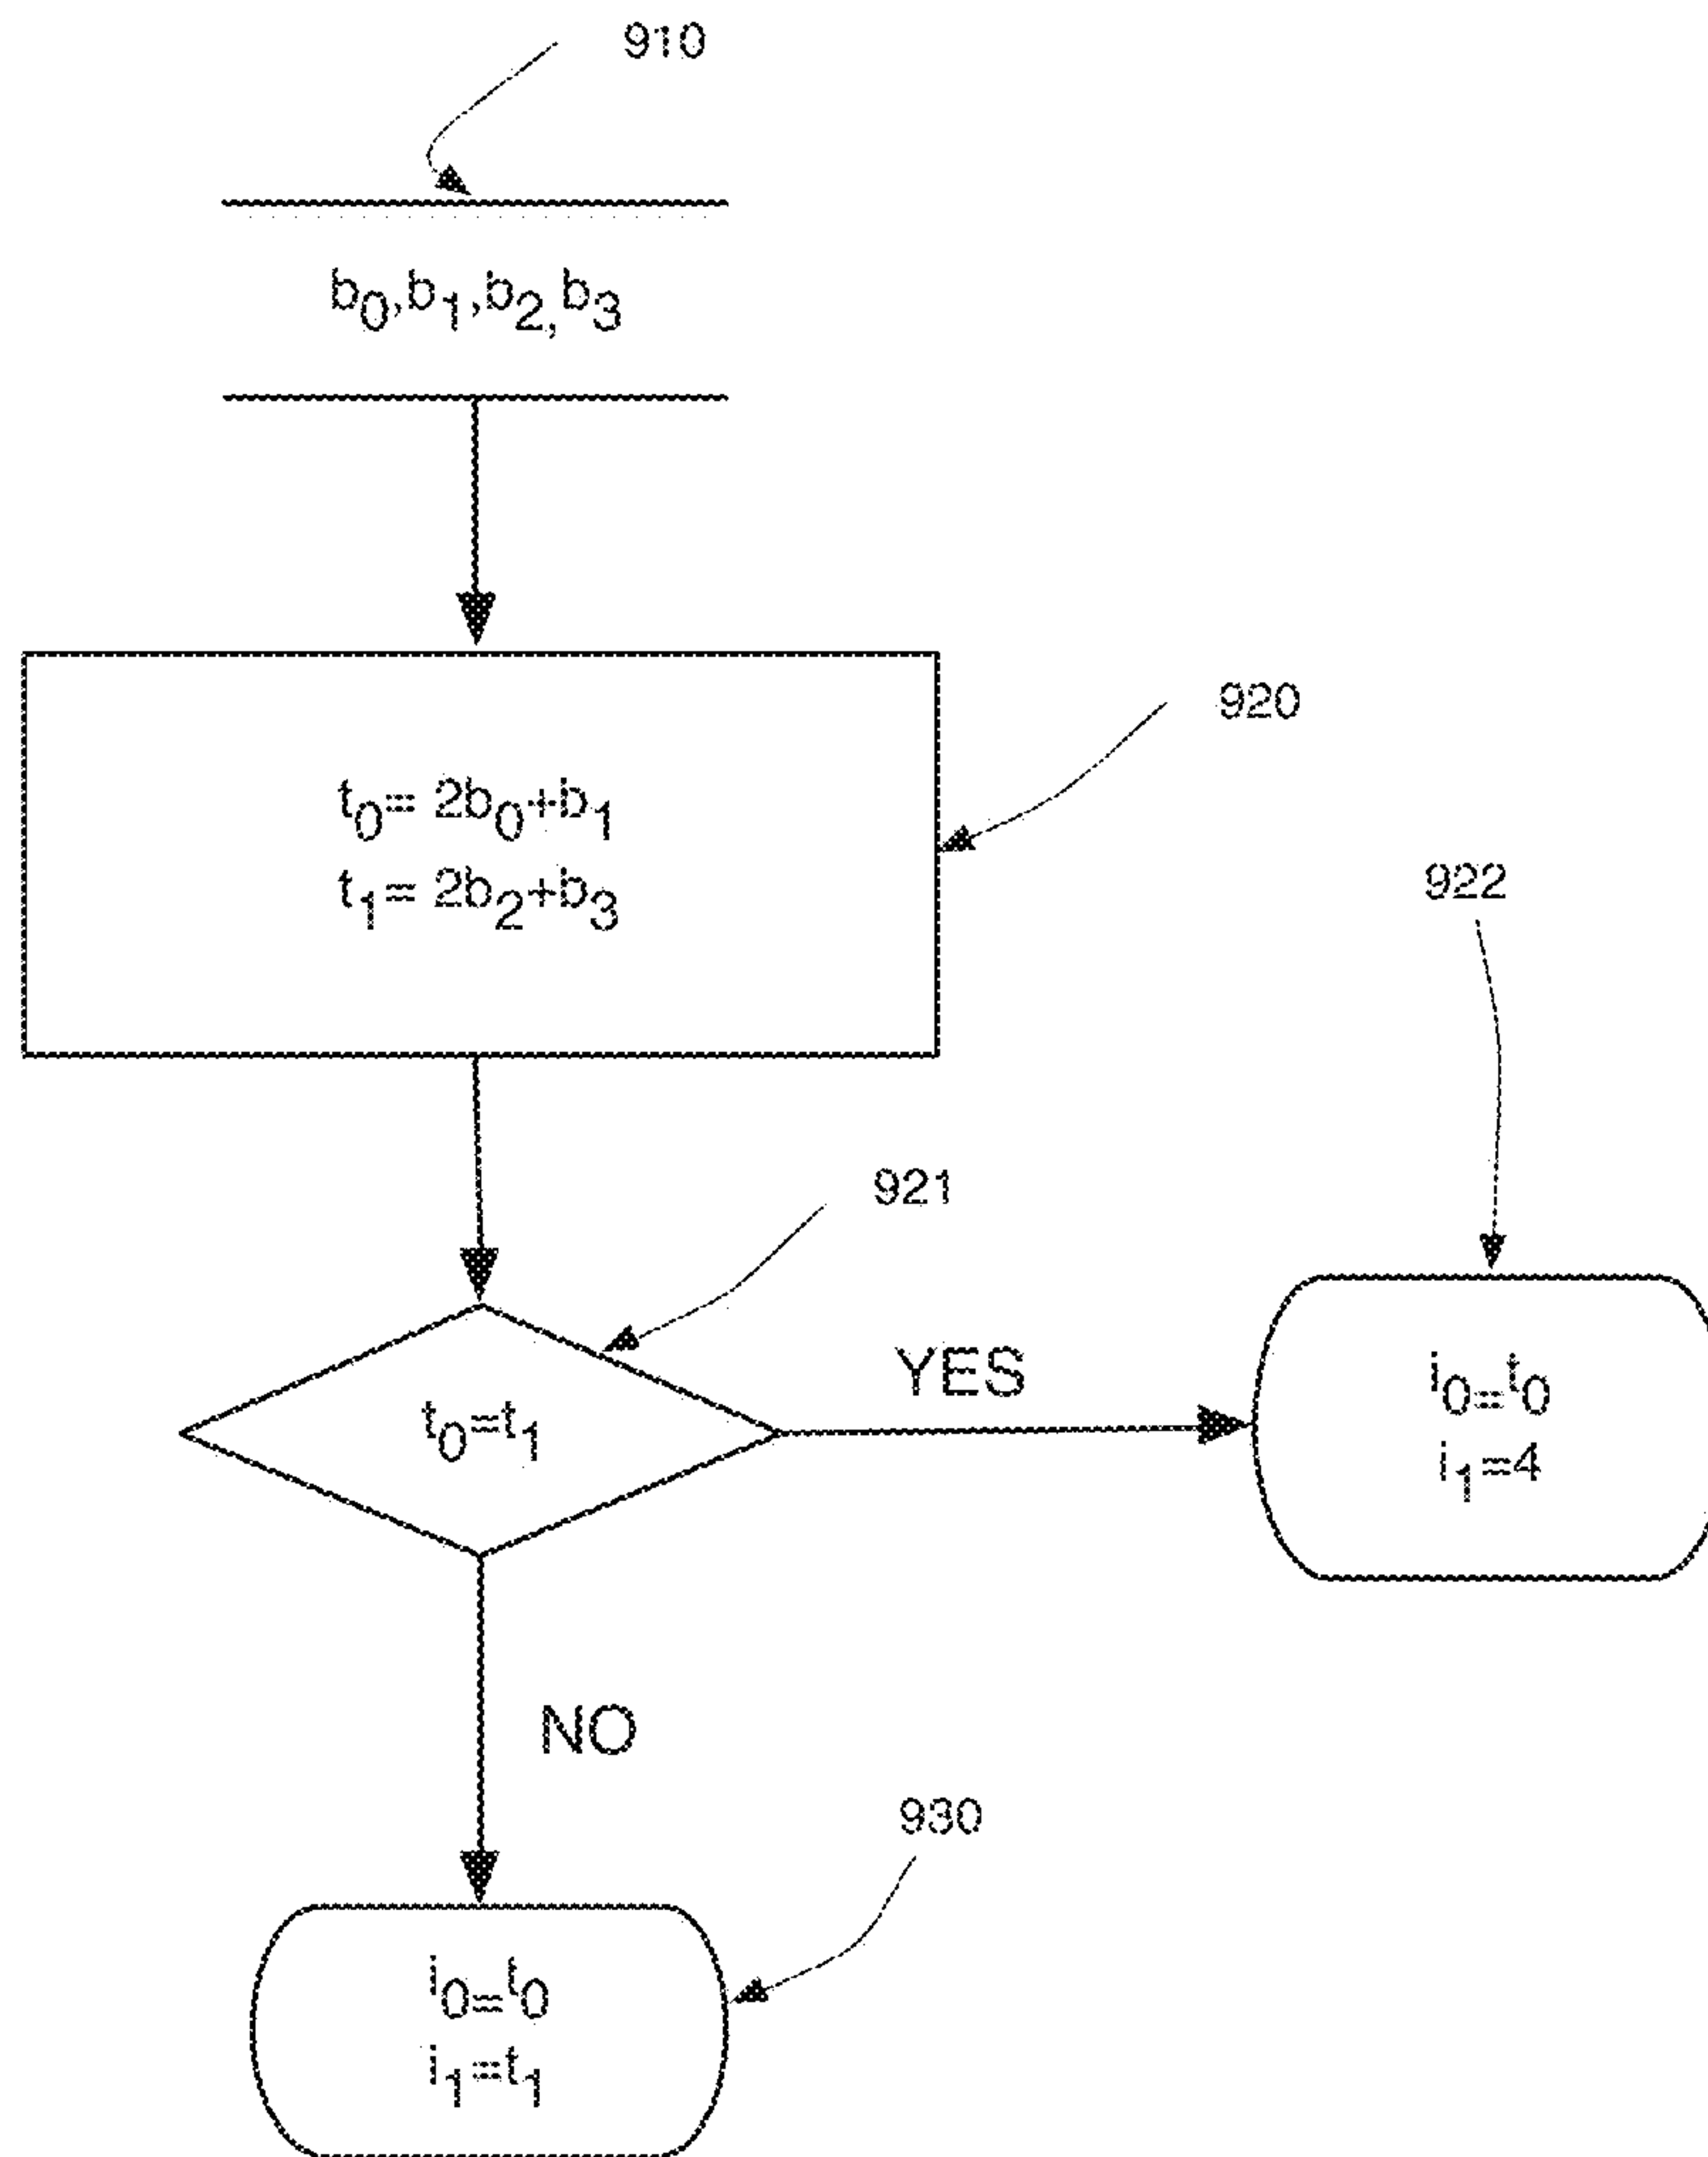 910
b₀,b₁,b₂,b₃
920
t₀= 2b₀+b₁
t₁= 2b₂+b₃
922
921
YES
t₀=t₁
i₀=t₀
i₁=4
NO
930
i₀=t₀
i₁=t₁